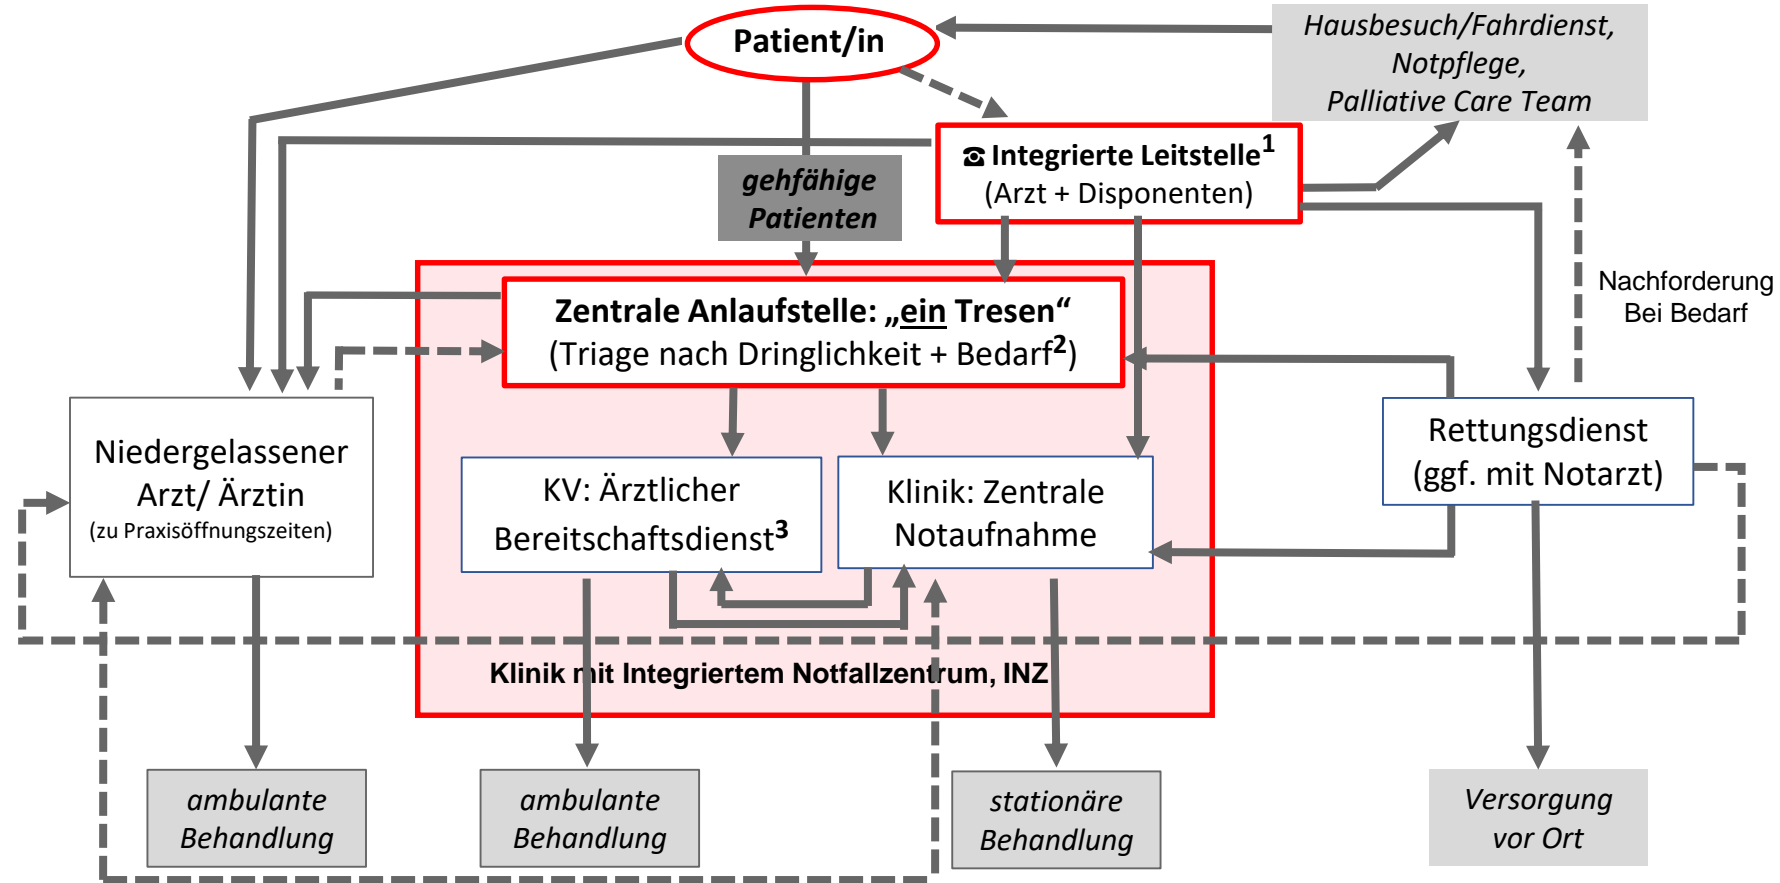 Patient/in
Hausbesuch/Fahrdienst,
Notpflege,
Palliative Care Team
☎ Integrierte Leitstelle¹
(Arzt + Disponenten)
gehfähige
Patienten
Nachforderung
Bei Bedarf
Zentrale Anlaufstelle: „ein Tresen“
(Triage nach Dringlichkeit + Bedarf²)
Niedergelassener
Arzt/ Ärztin
(zu Praxisöffnungszeiten)
KV: Ärztlicher
Bereitschaftsdienst³
Klinik: Zentrale
Notaufnahme
Rettungsdienst
(ggf. mit Notarzt)
Klinik mit Integriertem Notfallzentrum, INZ
ambulante
Behandlung
ambulante
Behandlung
stationäre
Behandlung
Versorgung
vor Ort